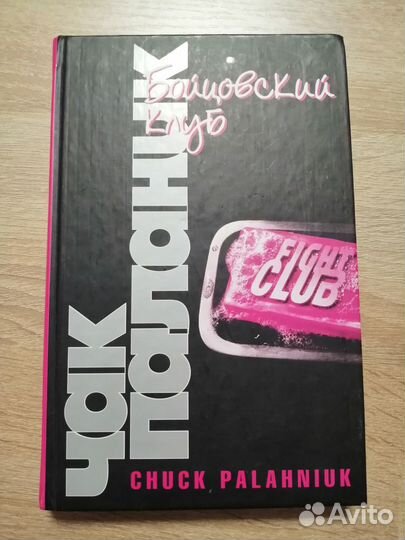 ЧАК
ПАЛАНИК
Бойцовский
клуб
FIGHT
CLUB
CHUCK PALAHNIUK
Avito